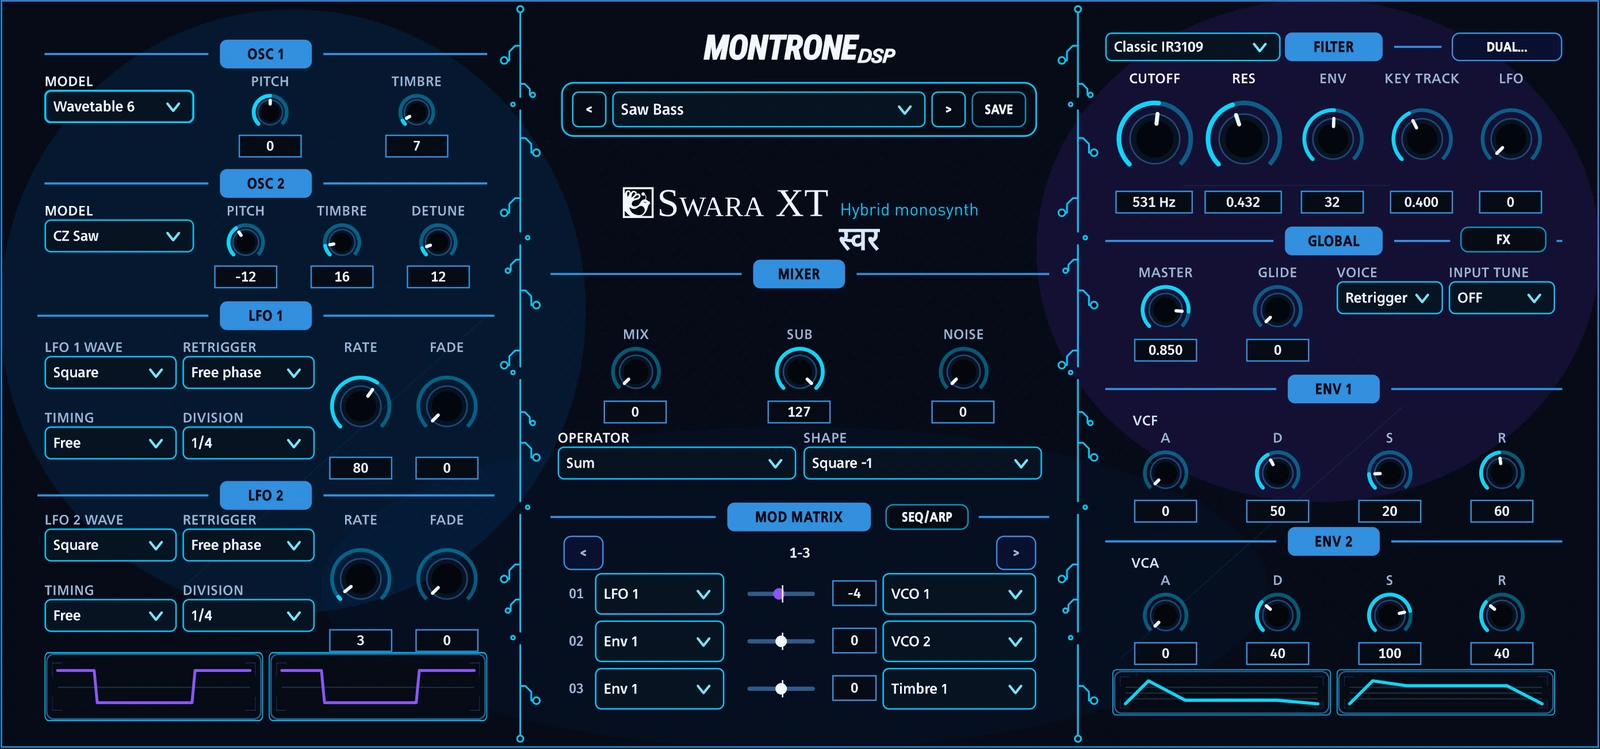 OSC 1
MODEL
PITCH
TIMBRE
Wavetable 6
0
7
OSC 2
MODEL
PITCH
TIMBRE
DETUNE
CZ Saw
-12
16
12
LFO 1
LFO 1 WAVE
RETRIGGER
RATE
FADE
Square
Free phase
TIMING
DIVISION
Free
1/4
80
0
LFO 2
LFO 2 WAVE
RETRIGGER
RATE
FADE
Square
Free phase
TIMING
DIVISION
Free
1/4
3
0
MONTRONE DSP
<
Saw Bass
>
SAVE
SWARA XT
Hybrid monosynth
स्वर
MIXER
MIX
SUB
NOISE
0
127
0
OPERATOR
SHAPE
Sum
Square -1
MOD MATRIX
SEQ/ARP
<
1-3
>
01
LFO 1
-4
VCO 1
02
Env 1
0
VCO 2
03
Env 1
0
Timbre 1
Classic IR3109
FILTER
DUAL...
CUTOFF
RES
ENV
KEY TRACK
LFO
531 Hz
0.432
32
0.400
0
GLOBAL
FX
MASTER
GLIDE
VOICE
INPUT TUNE
Retrigger
OFF
0.850
0
ENV 1
VCF
A
D
S
R
0
50
20
60
ENV 2
VCA
A
D
S
R
0
40
100
40